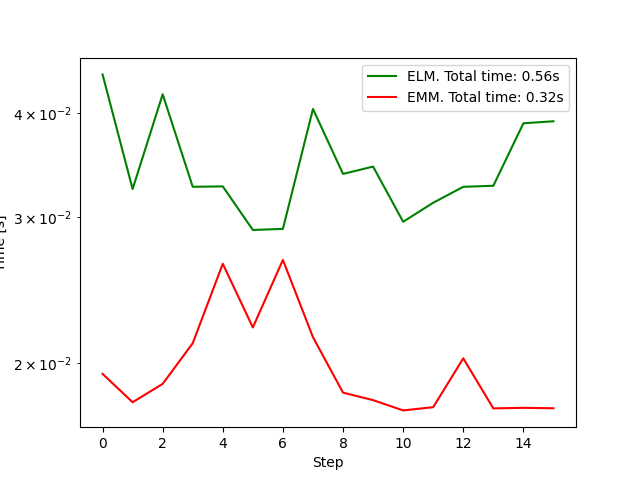 ELM. Total time: 0.56s
EMM. Total time: 0.32s
4 × 10⁻²
3 × 10⁻²
2 × 10⁻²
Time [s]
0 2 4 6 8 10 12 14
Step